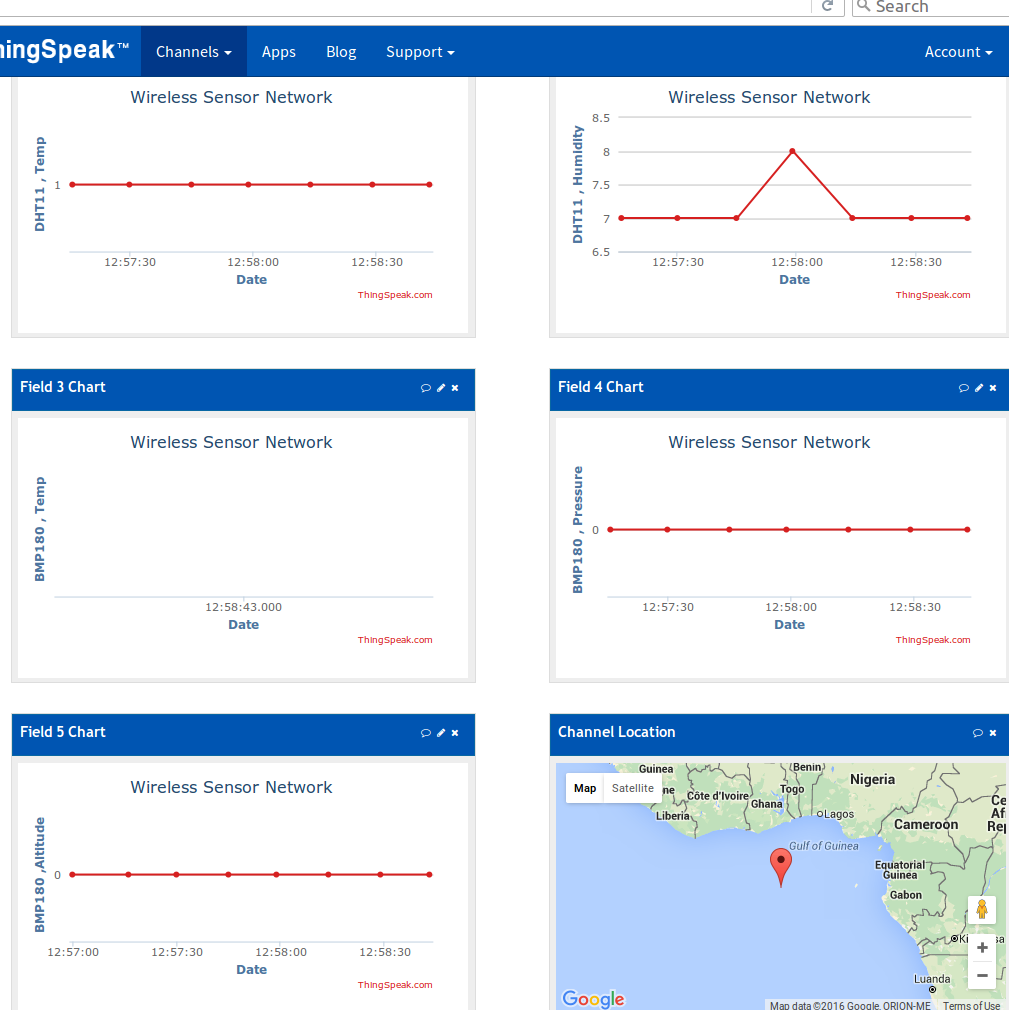 Search
hingSpeak™ Channels Apps Blog Support Account
Wireless Sensor Network
DHT11 , Temp
1
12:57:30 12:58:00 12:58:30
Date
ThingSpeak.com
Wireless Sensor Network
DHT11 , Humidity
8.5
8
7.5
7
6.5
12:57:30 12:58:00 12:58:30
Date
ThingSpeak.com
Field 3 Chart
Wireless Sensor Network
BMP180 , Temp
12:58:43.000
Date
ThingSpeak.com
Field 4 Chart
Wireless Sensor Network
BMP180 , Pressure
0
12:57:30 12:58:00 12:58:30
Date
ThingSpeak.com
Field 5 Chart
Wireless Sensor Network
BMP180 ,Altitude
0
12:57:00 12:57:30 12:58:00 12:58:30
Date
ThingSpeak.com
Channel Location
Map Satellite
Guinea
Benin
Nigeria
ne
Côte d'Ivoire
Togo
Ghana
Liberia
Lagos
Ce
Af
Rep
Cameroon
Gulf of Guinea
Equatorial
Guinea
Gabon
Ki
sa
Luanda
Google
Map data ©2016 Google, ORION-ME Terms of Use